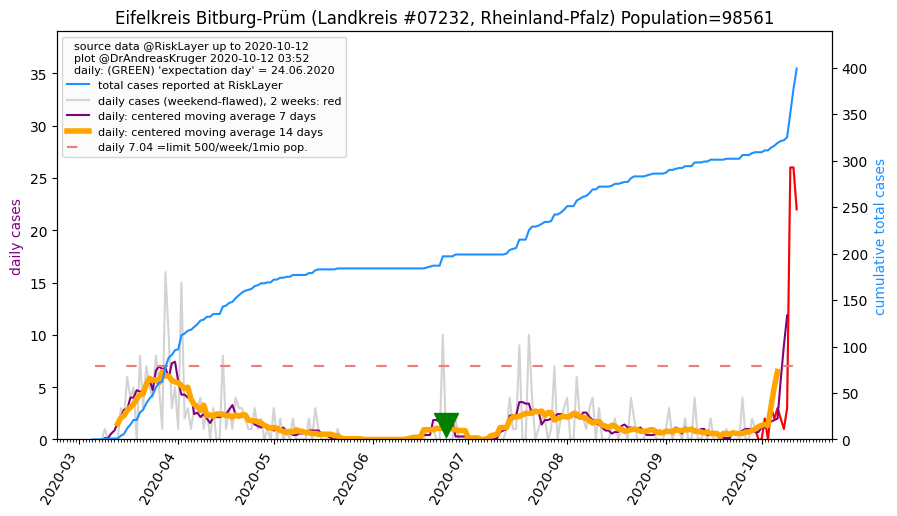 Eifelkreis Bitburg-Prüm (Landkreis #07232, Rheinland-Pfalz) Population=98561
source data @RiskLayer up to 2020-10-12
plot @DrAndreasKruger 2020-10-12 03:52
daily: (GREEN) 'expectation day' = 24.06.2020
total cases reported at RiskLayer
daily cases (weekend-flawed), 2 weeks: red
daily: centered moving average 7 days
daily: centered moving average 14 days
daily 7.04 =limit 500/week/1mio pop.
daily cases
35
30
25
20
15
10
5
0
cumulative total cases
400
350
300
250
200
150
100
50
0
2020-03
2020-04
2020-05
2020-06
2020-07
2020-08
2020-09
2020-10